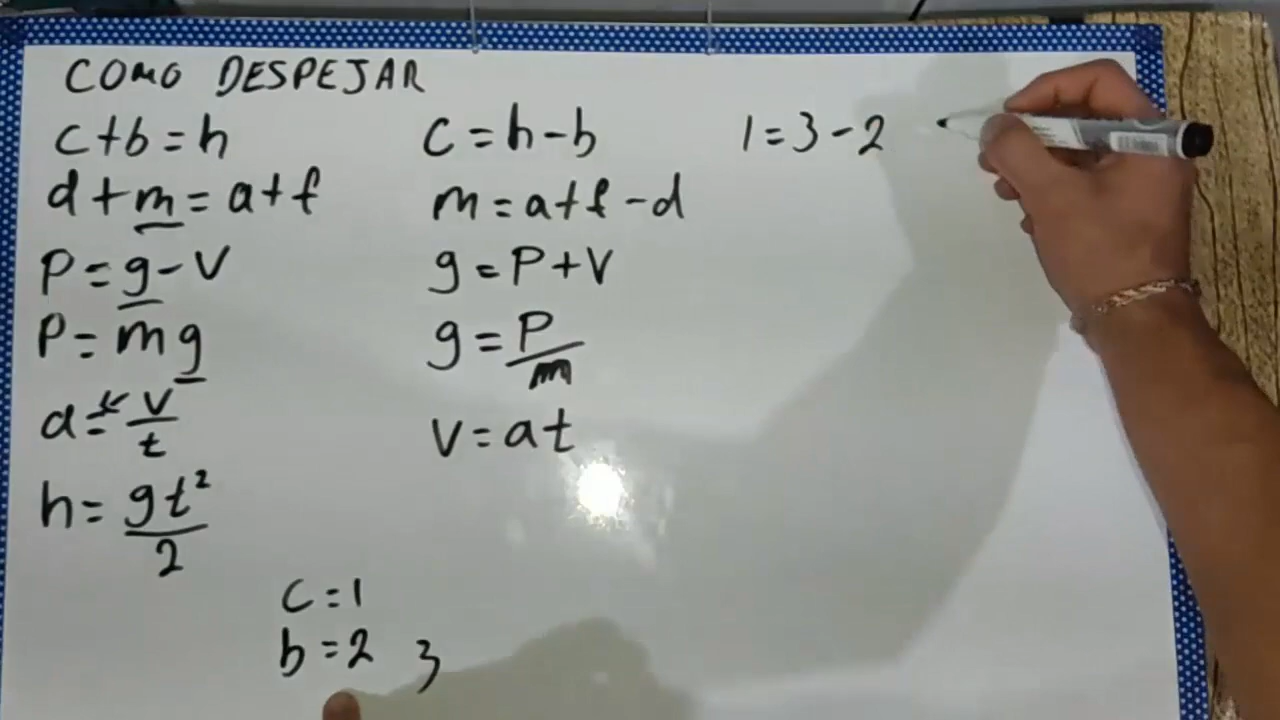 COMO DESPEJAR
c+b=h c=h-b 1=3-2
d+m=a+f m=a+f-d
P=g-v g=P+v
P=mg g=P/m
a=v/t v=at
h=gt²/2
c=1
b=2 3